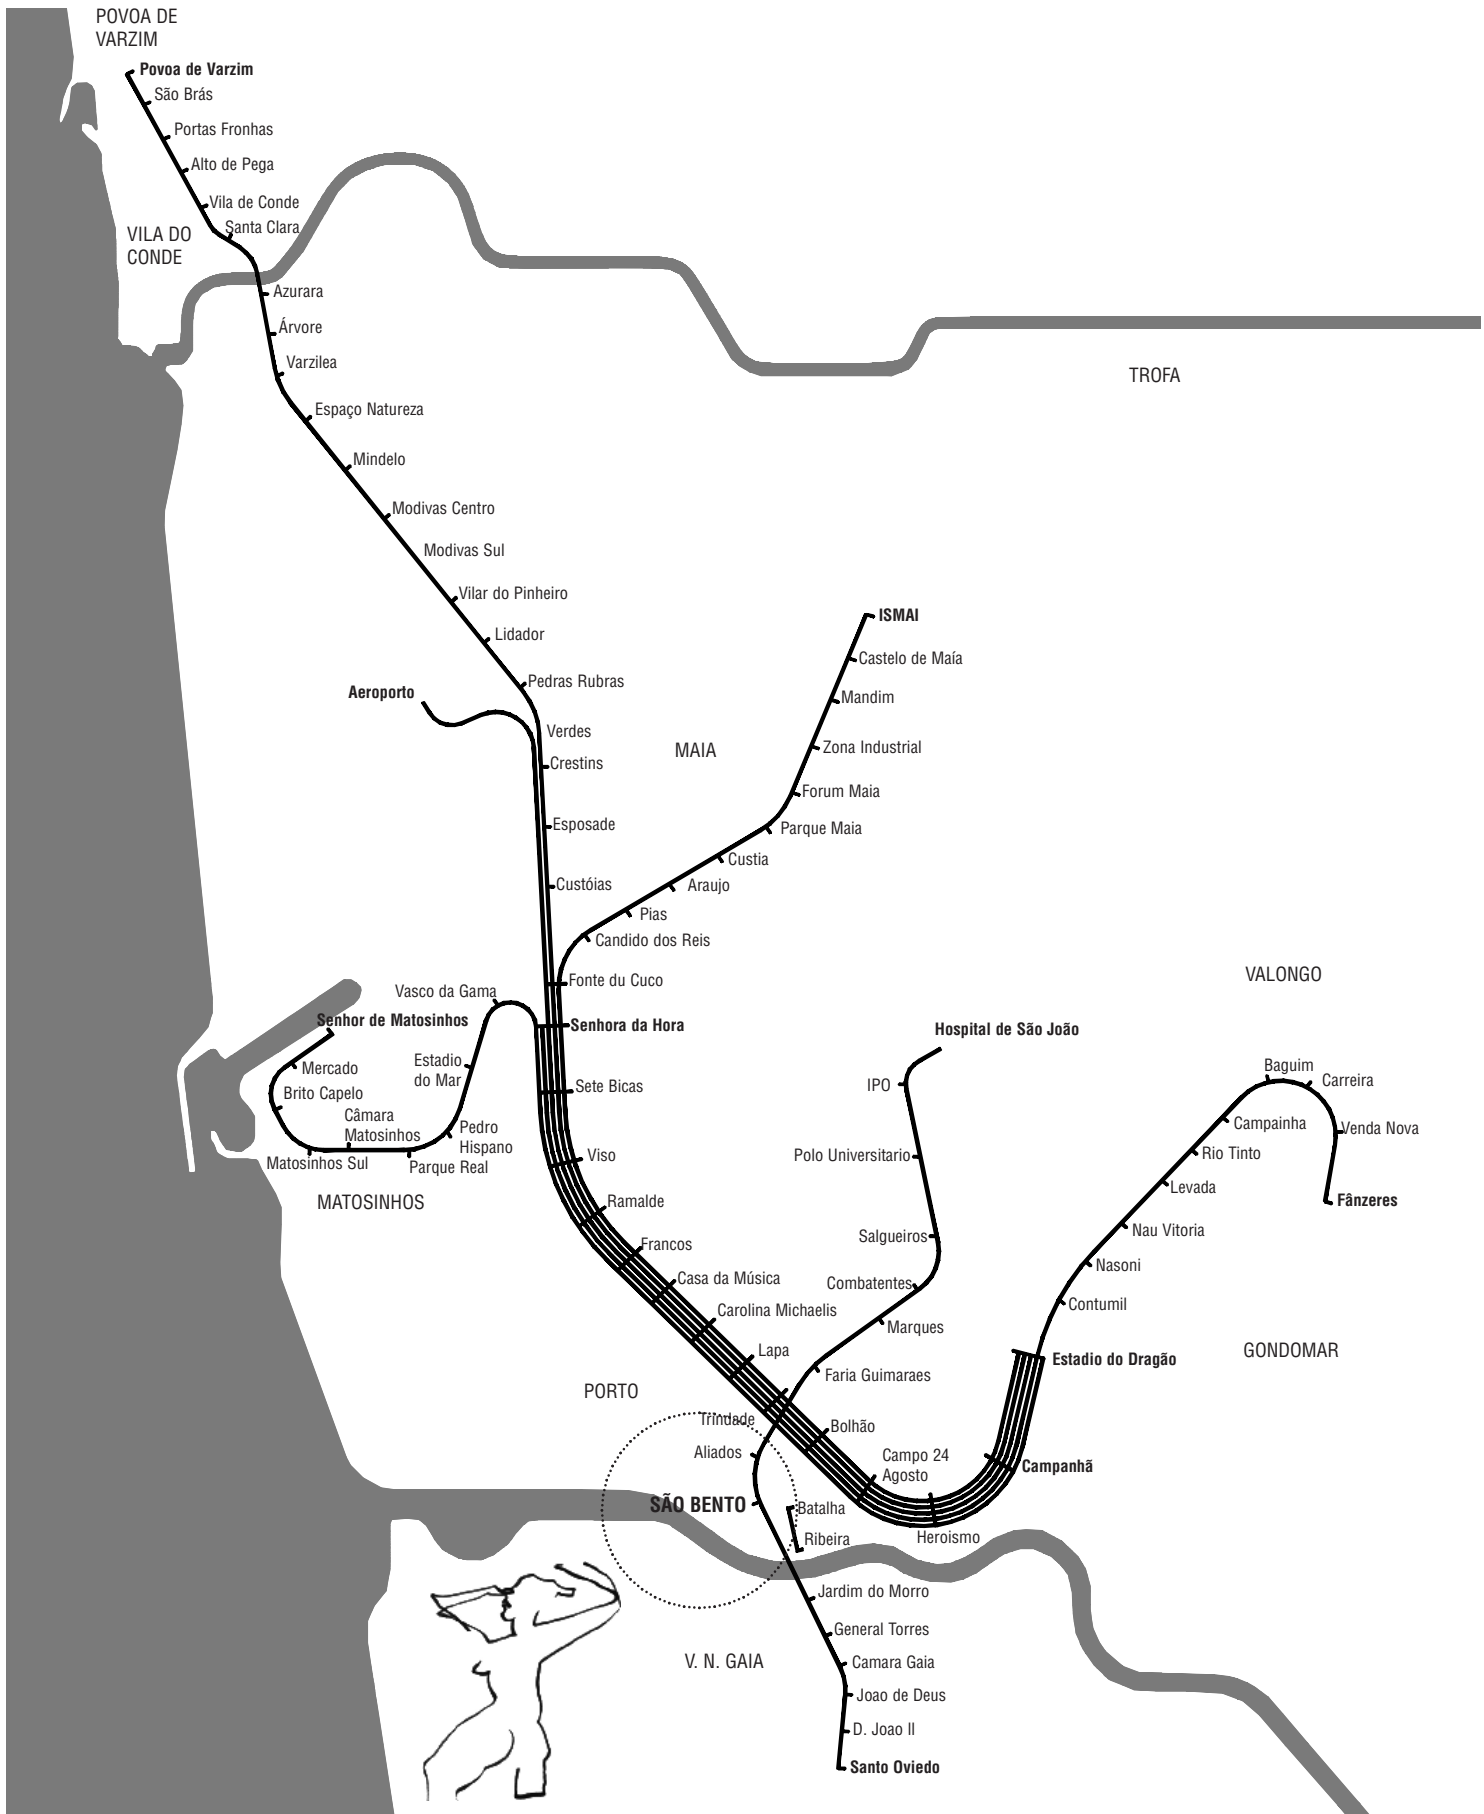 POVOA DE
VARZIM
Povoa de Varzim
São Brás
Portas Fronhas
Alto de Pega
Vila de Conde
Santa Clara
VILA DO
CONDE
Azurara
Árvore
Varzilea
TROFA
Espaço Natureza
Mindelo
Modivas Centro
Modivas Sul
Vilar do Pinheiro
Lidador
Pedras Rubras
Aeroporto
Verdes
Crestins
Esposade
Custóias
MAIA
ISMAI
Castelo de Maía
Mandim
Zona Industrial
Forum Maia
Parque Maia
Custia
Araujo
Pias
Candido dos Reis
Fonte du Cuco
Vasco da Gama
Senhor de Matosinhos
Senhora da Hora
Mercado
Estadio
do Mar
Brito Capelo
Câmara
Matosinhos
Pedro
Hispano
Matosinhos Sul
Parque Real
MATOSINHOS
Sete Bicas
Viso
Ramalde
Francos
Casa da Música
Carolina Michaelis
Lapa
VALONGO
Hospital de São João
IPO
Polo Universitario
Salgueiros
Combatentes
Marques
Faria Guimaraes
Baguim
Carreira
Campainha
Venda Nova
Rio Tinto
Levada
Fânzeres
Nau Vitoria
Nasoni
Contumil
GONDOMAR
Estadio do Dragão
PORTO
Trindade
Bolhão
Aliados
Campo 24
Agosto
Campanhã
SÃO BENTO
Batalha
Heroismo
Ribeira
Jardim do Morro
General Torres
V. N. GAIA
Camara Gaia
Joao de Deus
D. Joao II
Santo Oviedo